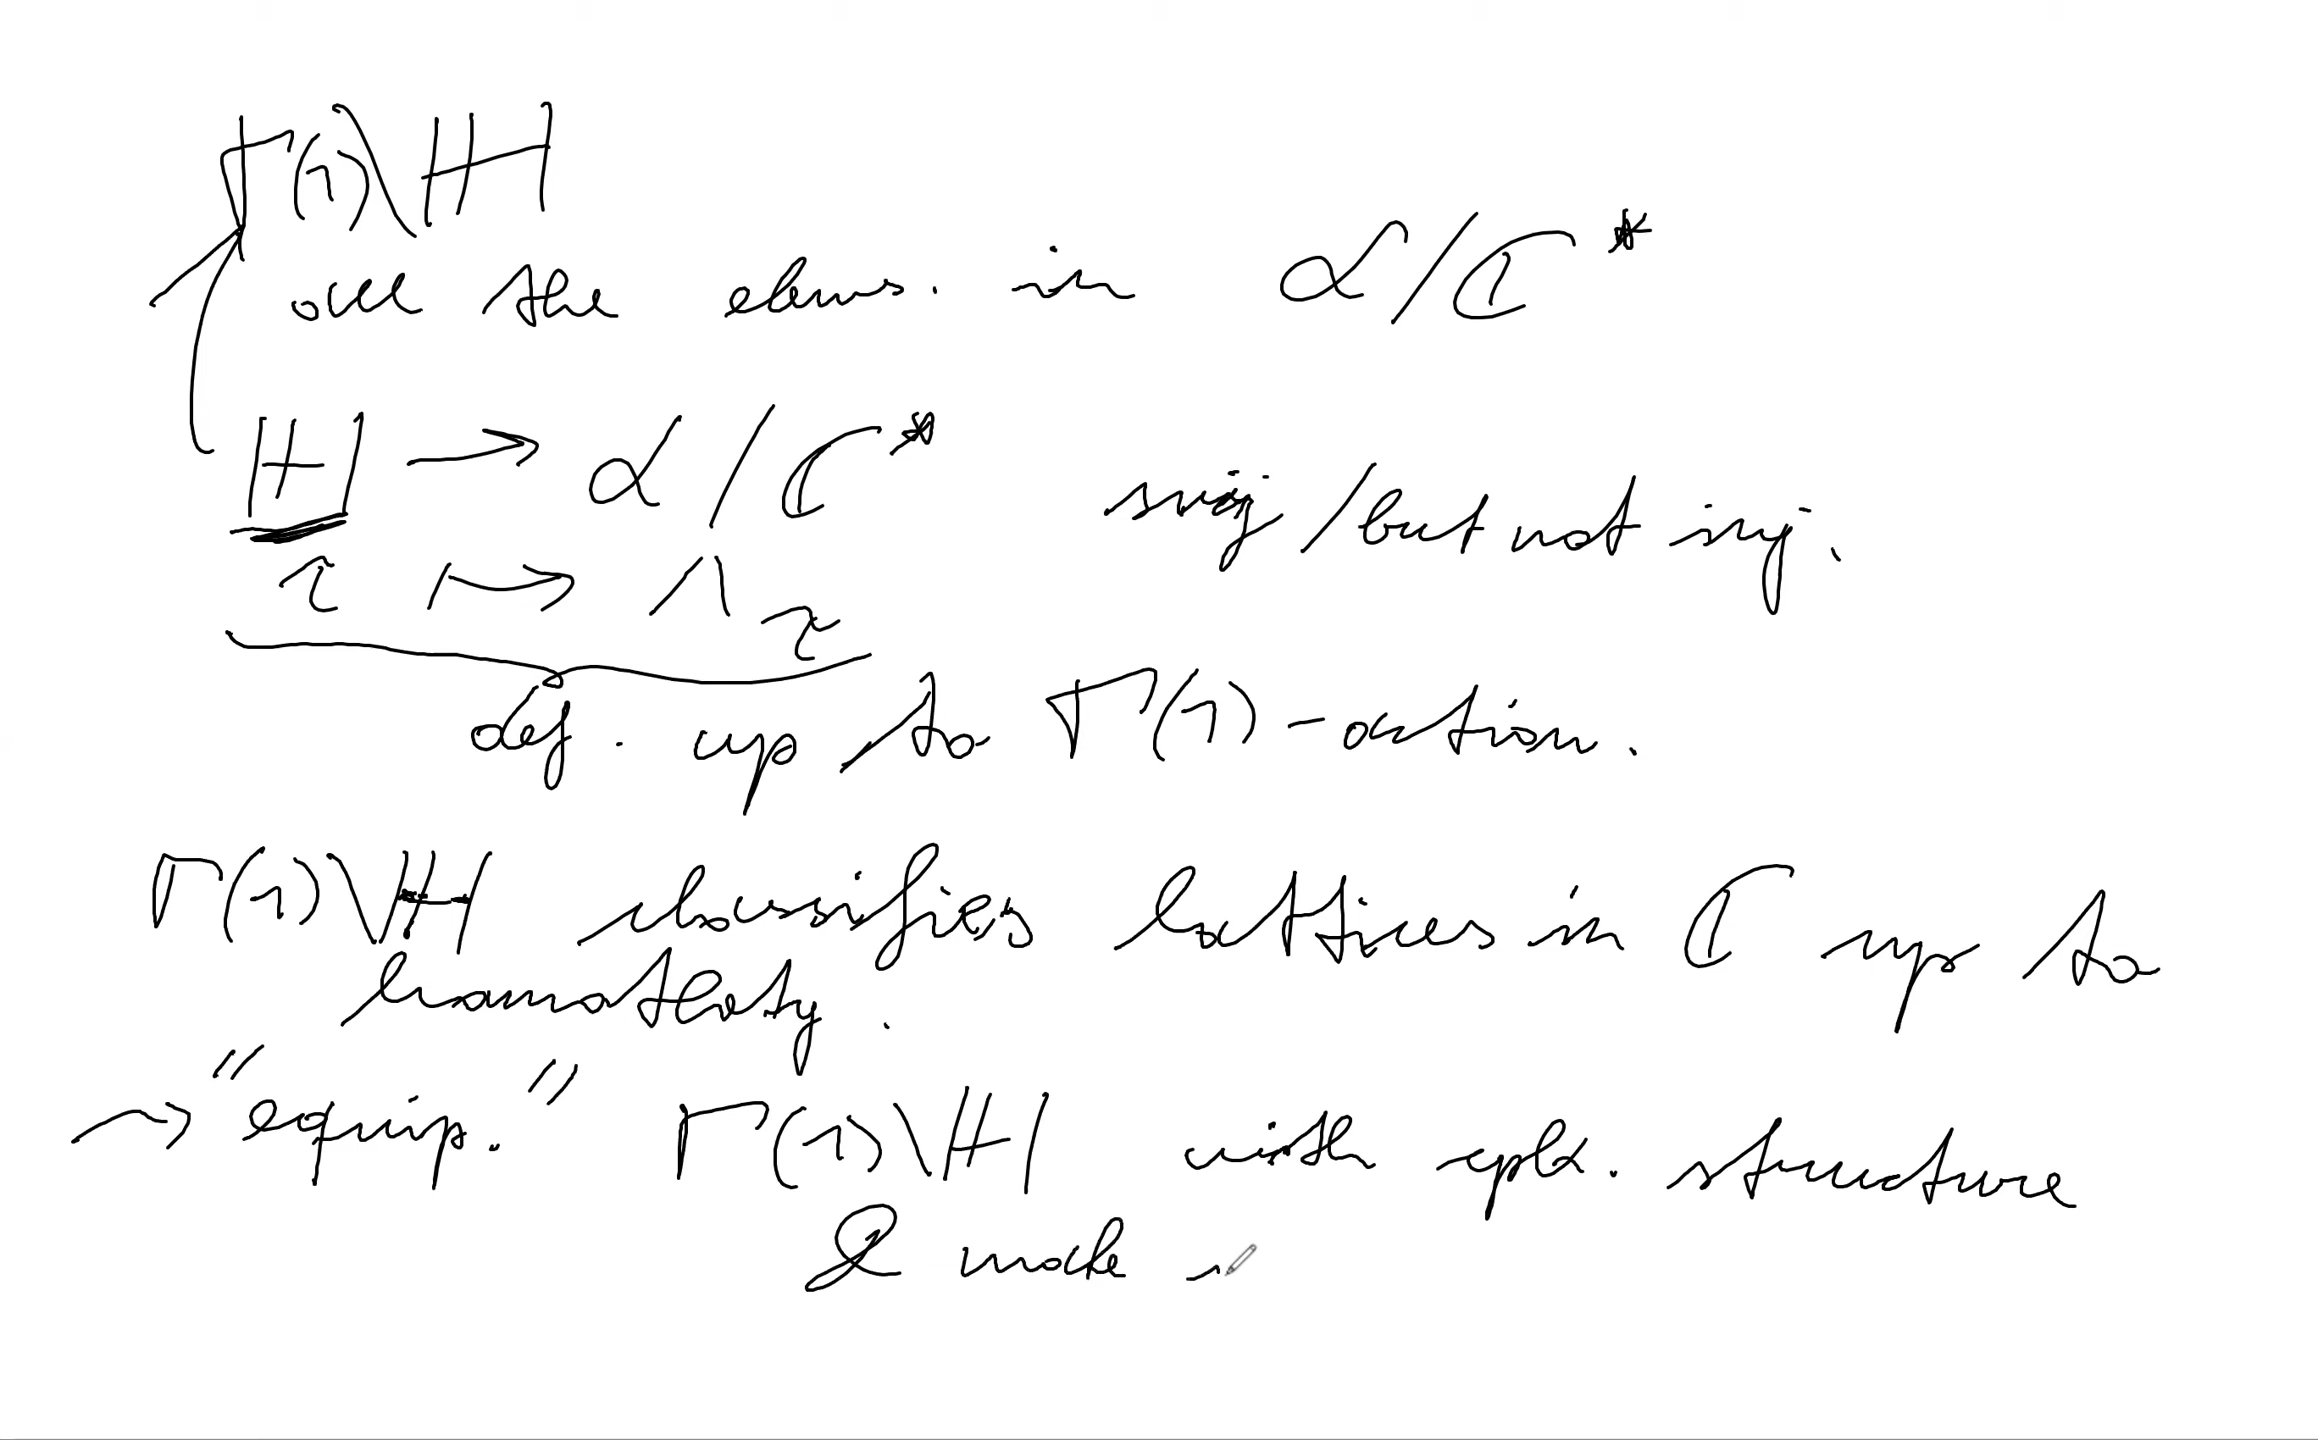 Γ(1)\ℍ
all the elems. in ℒ/ℂ*
ℍ → ℒ/ℂ* surj/but not inj.
τ ↦ Λ_τ
def. up to Γ(1)-action.
Γ(1)\ℍ classifies lattices in ℂ up to
homothety.
→ "equip." Γ(1)\ℍ with cplx. structure
& make